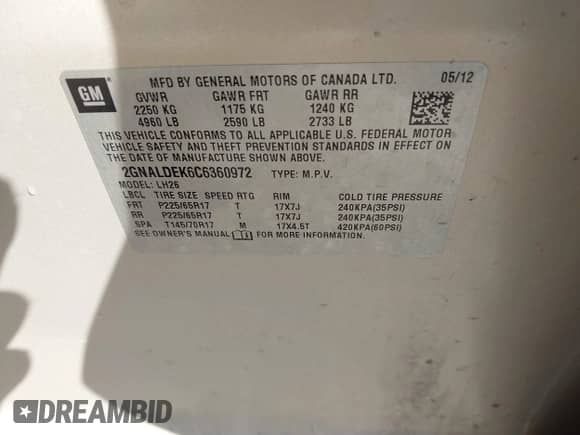 GM
MFD BY GENERAL MOTORS OF CANADA LTD. 05/12
GVWR GAWR FRT GAWR RR
2250 KG 1175 KG 1240 KG
4960 LB 2590 LB 2733 LB
THIS VEHICLE CONFORMS TO ALL APPLICABLE U.S. FEDERAL MOTOR
VEHICLE SAFETY AND THEFT PREVENTION STANDARDS IN EFFECT
ON THE DATE OF MANUFACTURE SHOWN ABOVE.
2GNALDEK6C6360972 TYPE: M.P.V.
MODEL: LH26
LBCL TIRE SIZE SPEED RTG RIM COLD TIRE PRESSURE
FRT P225/65R17 T 17X7J 240KPA(35PSI)
RR P225/65R17 T 17X7J 240KPA(35PSI)
SPA T145/70R17 M 17X4.5T 420KPA(60PSI)
SEE OWNER'S MANUAL FOR ADDITIONAL INFORMATION.
DREAMBID